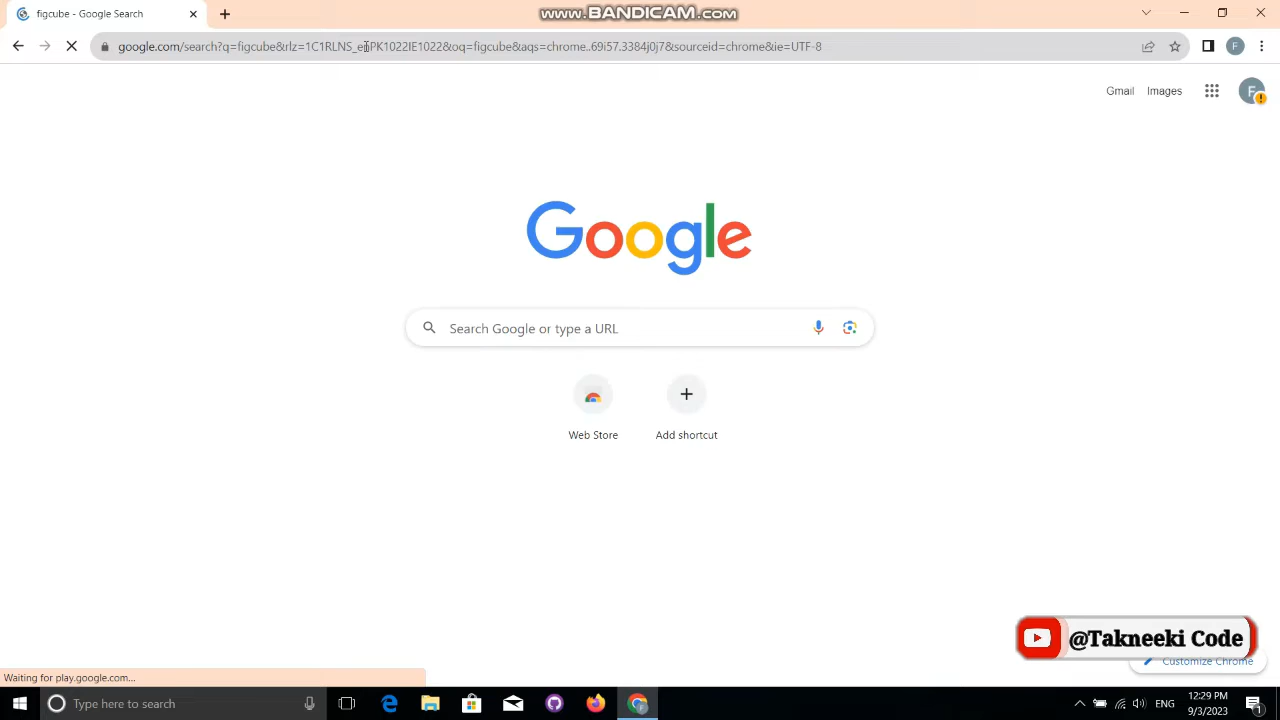 figcube - Google Search
www.BANDICAM.com
google.com/search?q=figcube&rlz=1C1RLNS_enPK1022IE1022&oq=figcube&aqs=chrome..69i57.3384j0j7&sourceid=chrome&ie=UTF-8
F
Gmail Images
F
Google
Search Google or type a URL
Web Store Add shortcut
@Takneeki Code
Customize Chrome
Waiting for play.google.com...
Type here to search
ENG
12:29 PM
9/3/2023
1